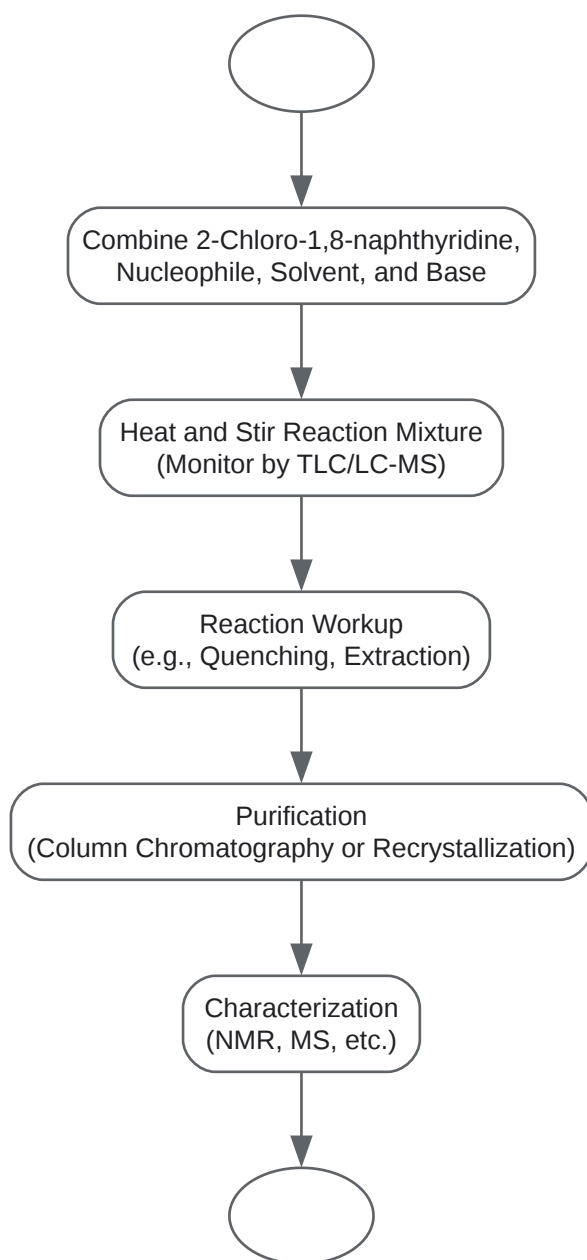 Combine 2-Chloro-1,8-naphthyridine,
Nucleophile, Solvent, and Base
Heat and Stir Reaction Mixture
(Monitor by TLC/LC-MS)
Reaction Workup
(e.g., Quenching, Extraction)
Purification
(Column Chromatography or Recrystallization)
Characterization
(NMR, MS, etc.)